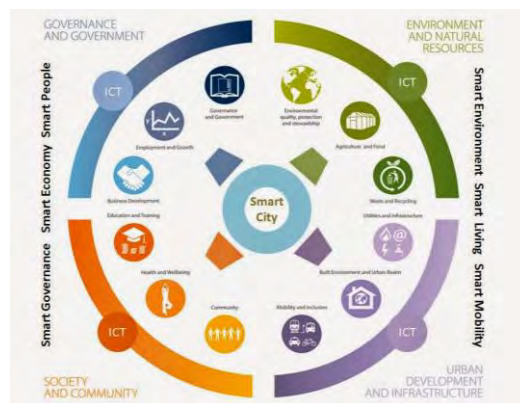 GOVERNANCE
AND GOVERNMENT
ENVIRONMENT
AND NATURAL
RESOURCES
ICT
ICT
Smart People
Smart Economy
Smart Governance
Smart Environment
Smart Living
Smart Mobility
Governance
and Government
Environmental
quality, protection
and stewardship
Employment and Growth
Agriculture and Food
Business Development
Waste and Recycling
Smart
City
Education and Training
Utilities and Infrastructure
@
Health and Wellbeing
Built Environment and Urban Realm
Community
Mobility and Inclusion
ICT
ICT
SOCIETY
AND COMMUNITY
URBAN
DEVELOPMENT
AND INFRASTRUCTURE